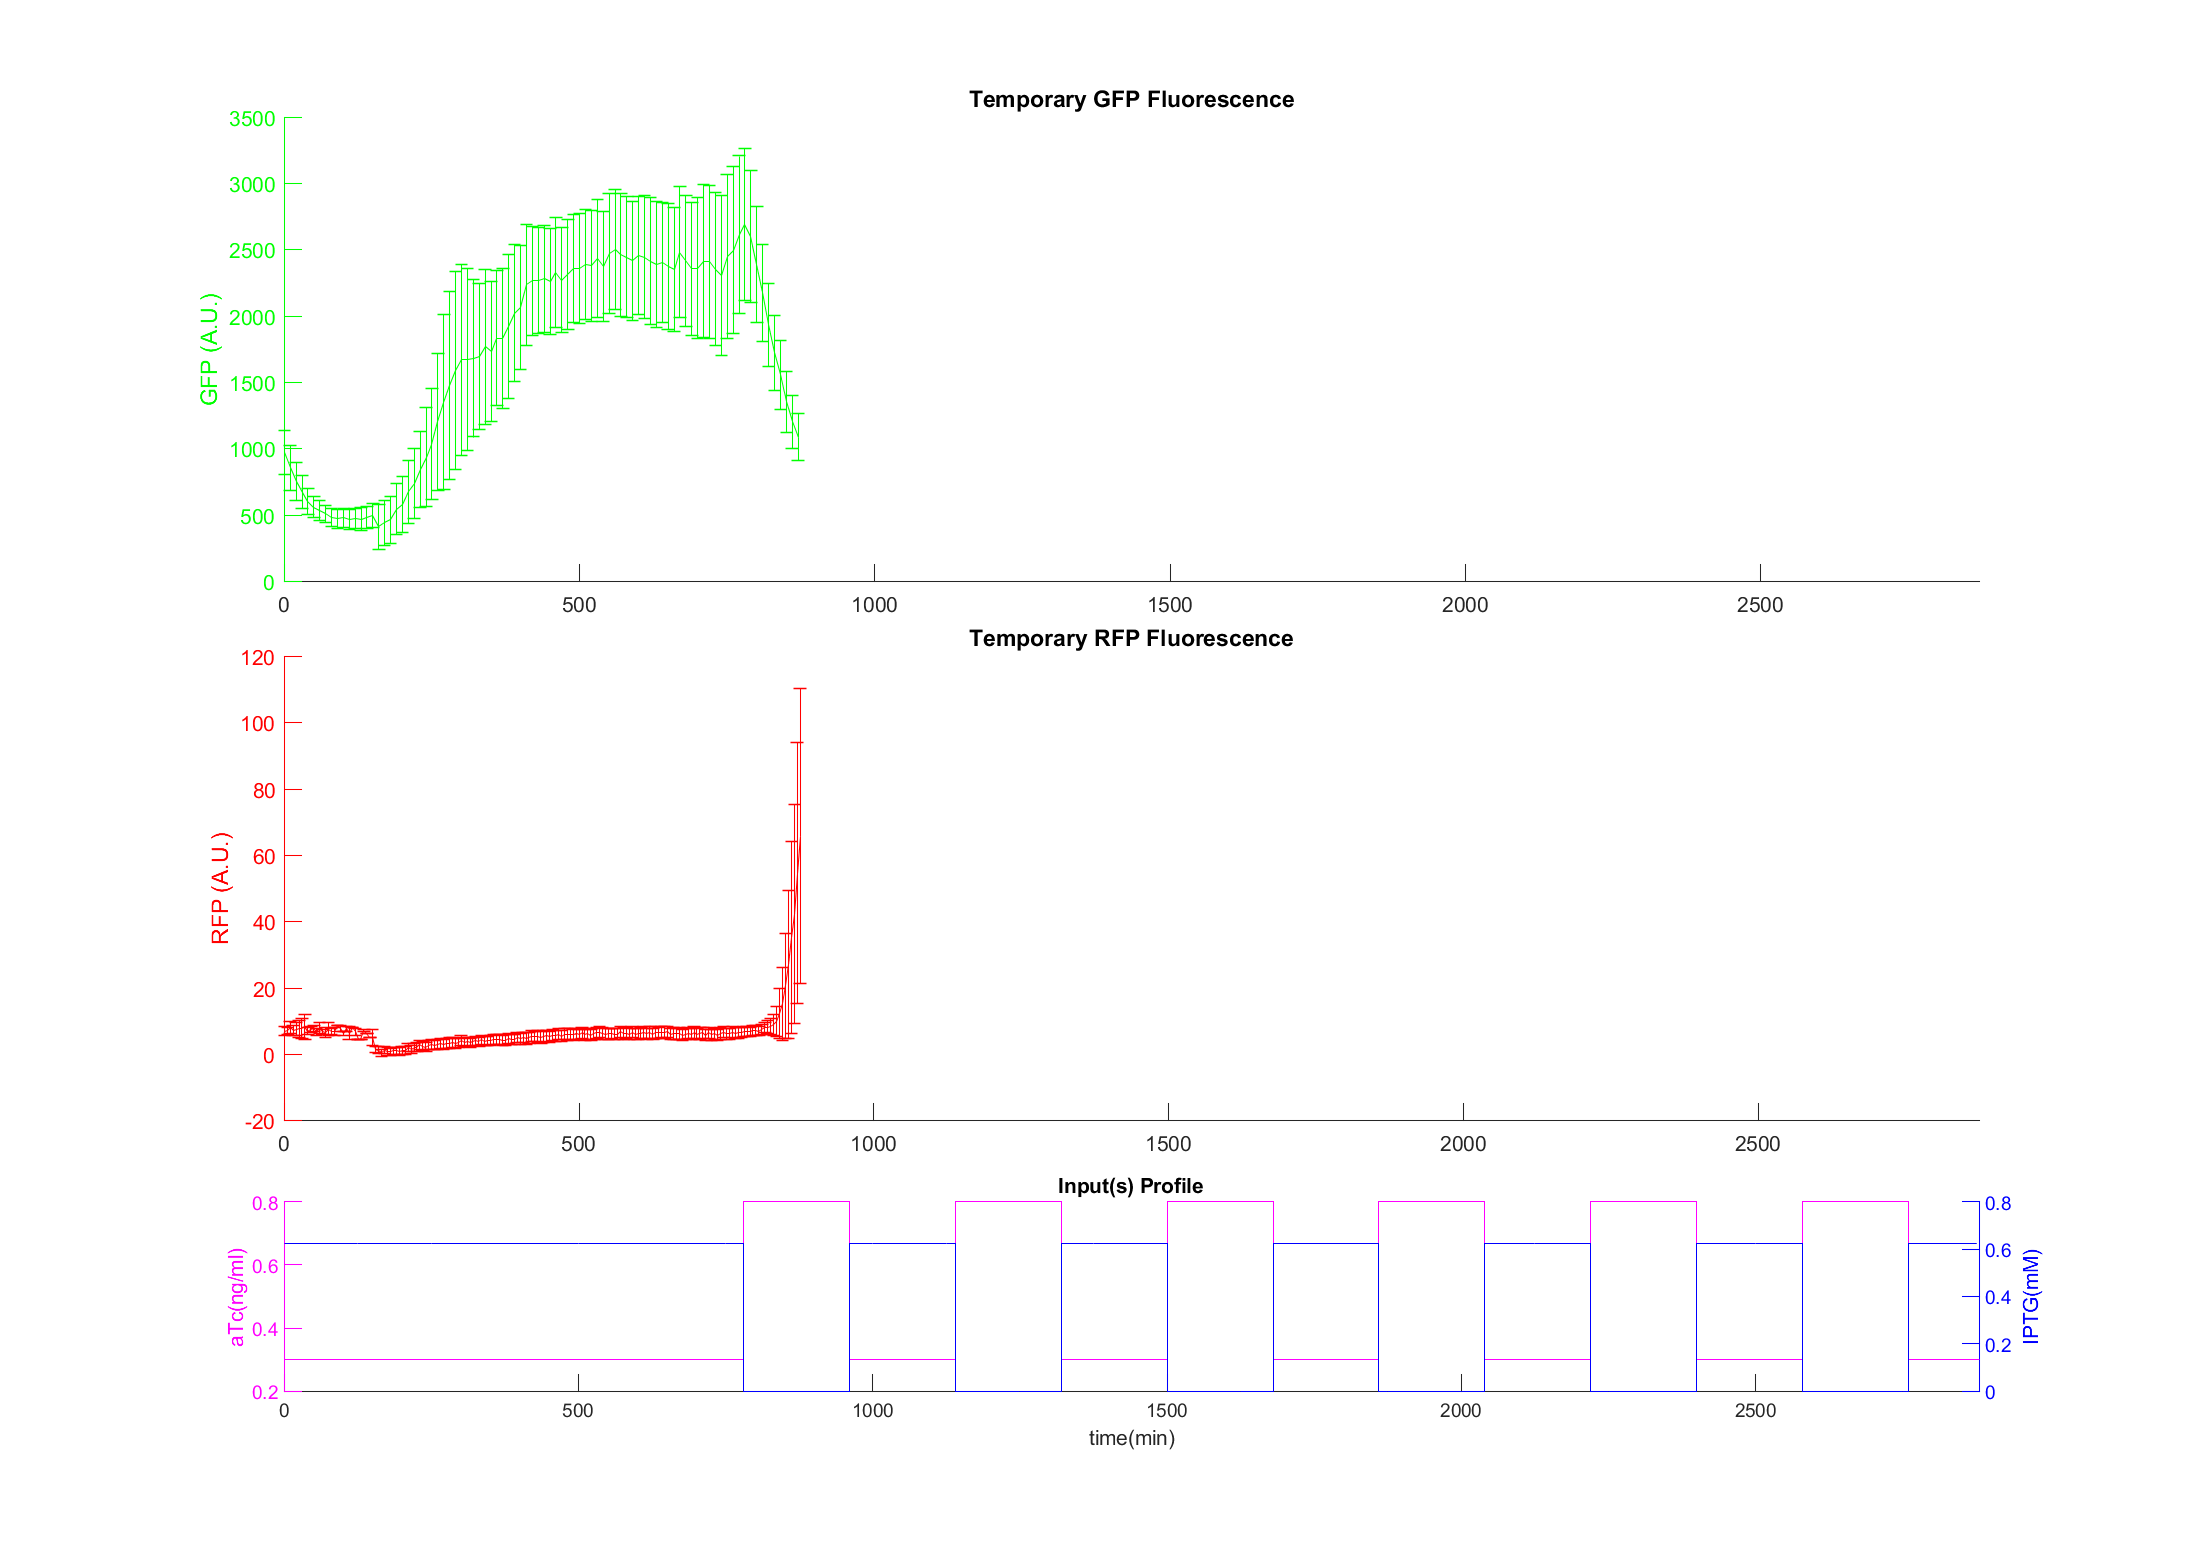 Temporary GFP Fluorescence
GFP (A.U.)
3500
3000
2500
2000
1500
1000
500
0
0 500 1000 1500 2000 2500
Temporary RFP Fluorescence
RFP (A.U.)
120
100
80
60
40
20
0
-20
0 500 1000 1500 2000 2500
Input(s) Profile
aTc(ng/ml)
0.8
0.6
0.4
0.2
IPTG(mM)
0.8
0.6
0.4
0.2
0
0 500 1000 1500 2000 2500
time(min)